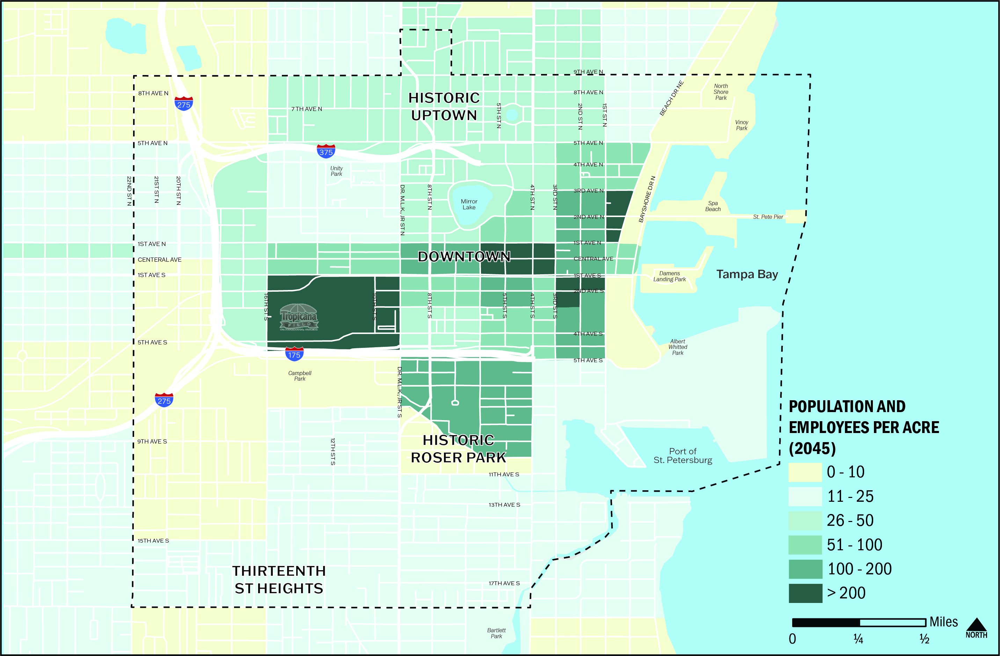 9TH AVE N
8TH AVE N
8TH AVE N
North
Shore
Park
BEACH DR NE
275
HISTORIC
UPTOWN
7 TH AVE N
5TH ST N
2ND ST N
1ST ST N
Vinoy
Park
5TH AVE N
5TH AVE N
375
4TH AVE N
Unity
Park
22ND ST N
21ST ST N
20TH ST N
DR. M.L.K., JR ST N
8TH ST N
4TH ST N
3RD ST N
3RD AVE N
BAYSHORE DR N
Mirror
Lake
Spa
Beach
2ND AVE N
St. Pete Pier
1ST AVE N
1ST AVE N
DOWNTOWN
CENTERAL AVE
CENTRAL AVE
1ST AVE S
1ST AVE S
Damens
Landing Park
Tampa Bay
2ND AVE S
16TH ST S
10TH ST S
8TH ST S
5TH ST S
4TH ST S
3RD ST S
Tropicana
FIELD
4TH AVE S
5TH AVE S
Albert
Whitted
Park
175
5TH AVE S
Campbell
Park
DR. M.L.K., JR ST S
275
POPULATION AND
EMPLOYEES PER ACRE
(2045)
9TH AVE S
12TH ST S
HISTORIC
ROSER PARK
Port of
St. Petersburg
0 - 10
11TH AVE S
11 - 25
13TH AVE S
26 - 50
15TH AVE S
51 - 100
THIRTEENTH
ST HEIGHTS
100 - 200
17TH AVE S
> 200
Bartlett
Park
Miles
0 ¼ ½
NORTH